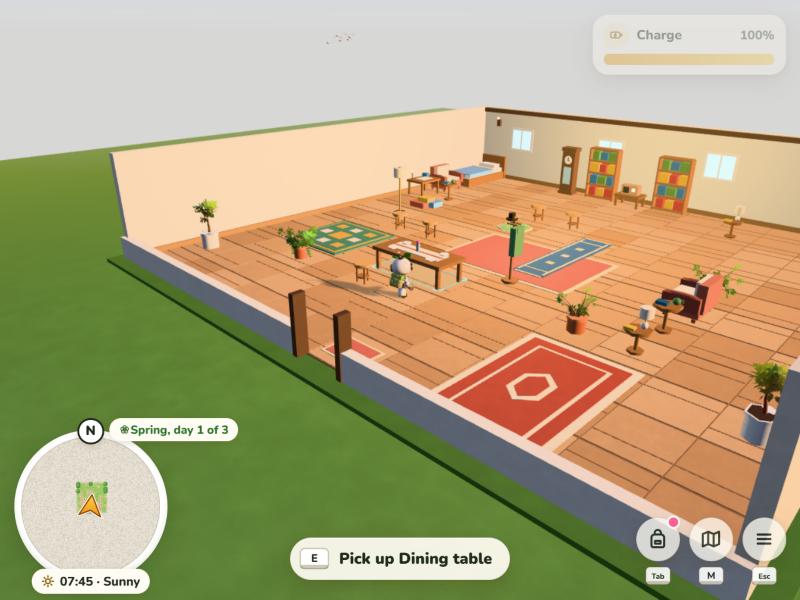 Charge 100%
N
Spring, day 1 of 3
07:45 · Sunny
E Pick up Dining table
Tab M Esc